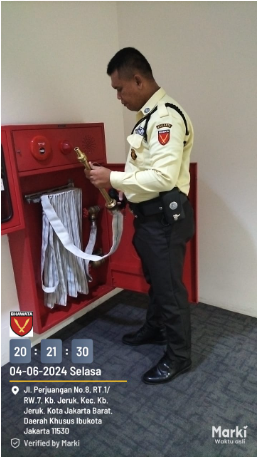 BHAWATA
20 : 21 : 30
04-06-2024 Selasa
Jl. Perjuangan No.8, RT.1/
RW.7, Kb. Jeruk, Kec. Kb.
Jeruk, Kota Jakarta Barat,
Daerah Khusus Ibukota
Jakarta 11530
Verified by Marki
Marki
Waktu asli